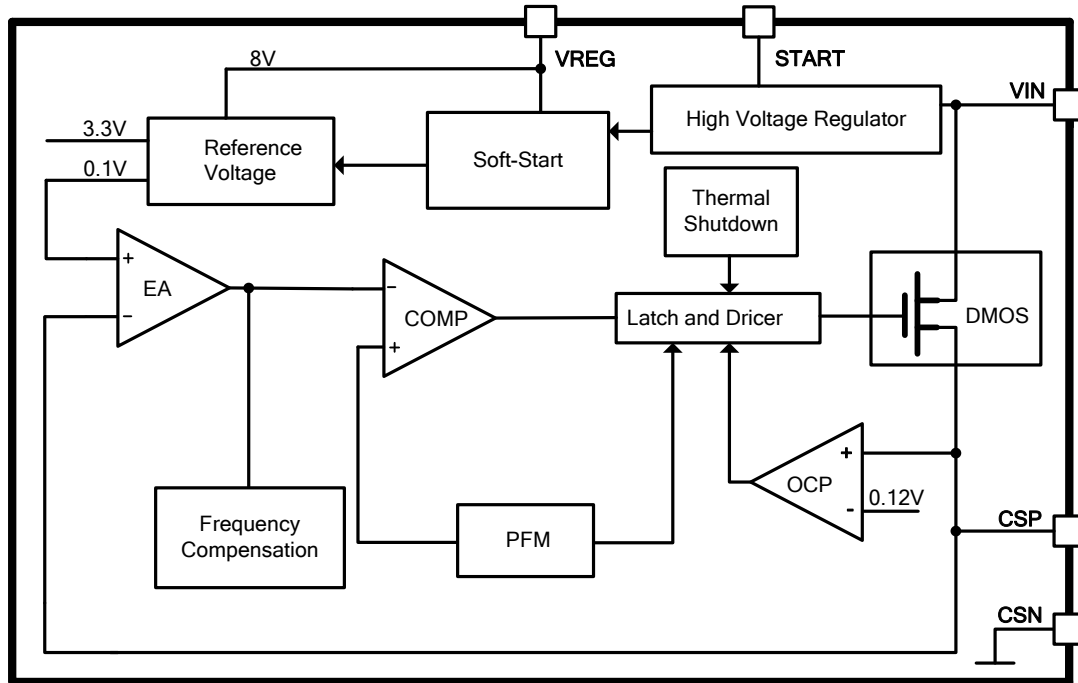 VREG
START
8V
VIN
3.3V
High Voltage Regulator
Reference
Voltage
Soft-Start
0.1V
Thermal
Shutdown
+
EA
−
−
COMP
+
Latch and Dricer
DMOS
+
OCP
0.12V
-
Frequency
Compensation
PFM
CSP
CSN